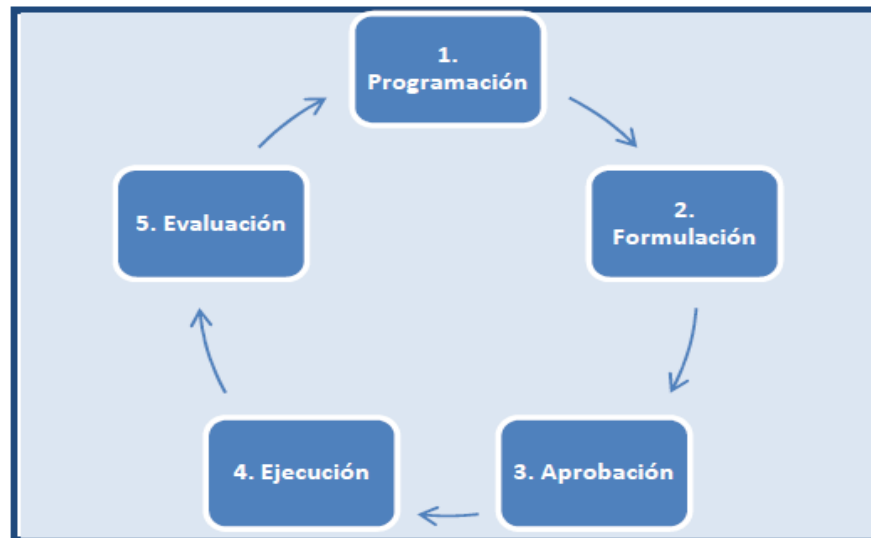 1.
Programación
2.
Formulación
3. Aprobación
4. Ejecución
5. Evaluación